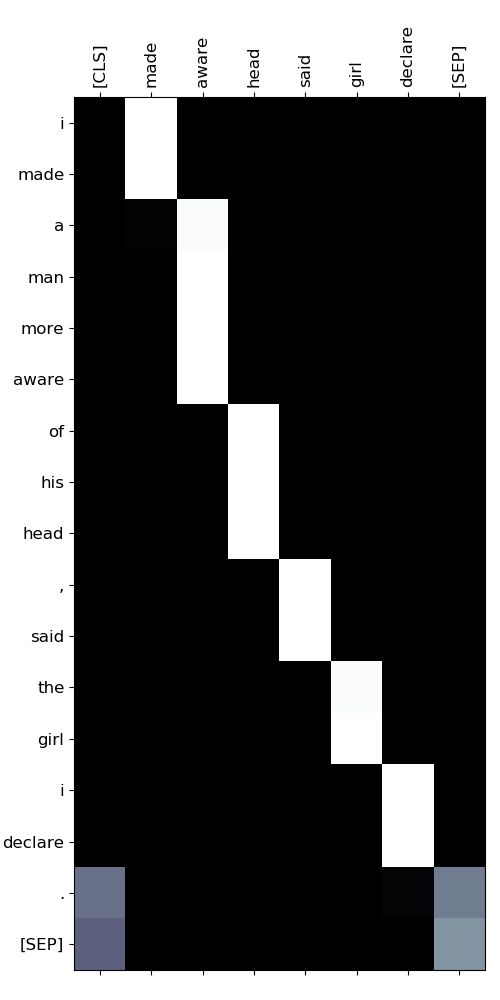 [CLS] made aware head said girl declare [SEP]
i
made
a
man
more
aware
of
his
head
,
said
the
girl
i
declare
.
[SEP]